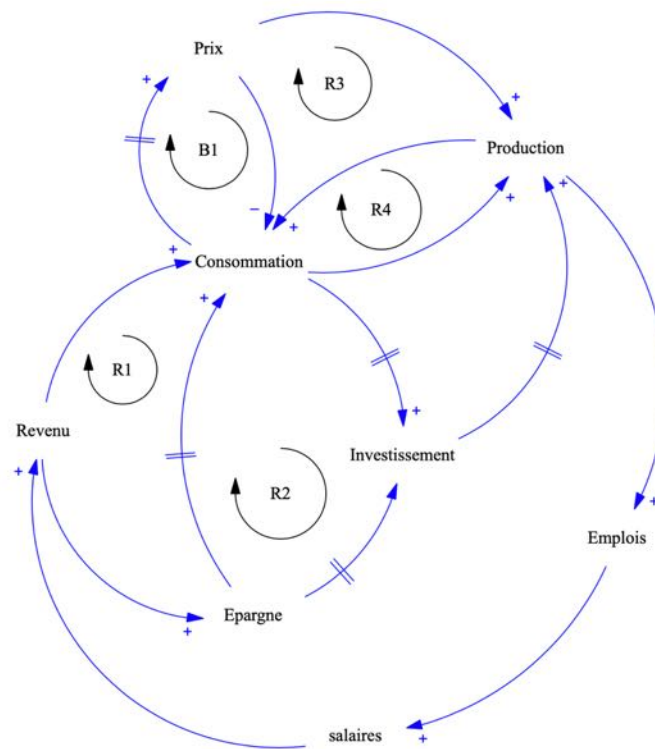 Prix
+
R3
+
B1
Production
−
+
R4
+
+
+
Consommation
+
R1
Revenu
+
Investissement
+
R2
+
Emplois
Epargne
+
salaires
+